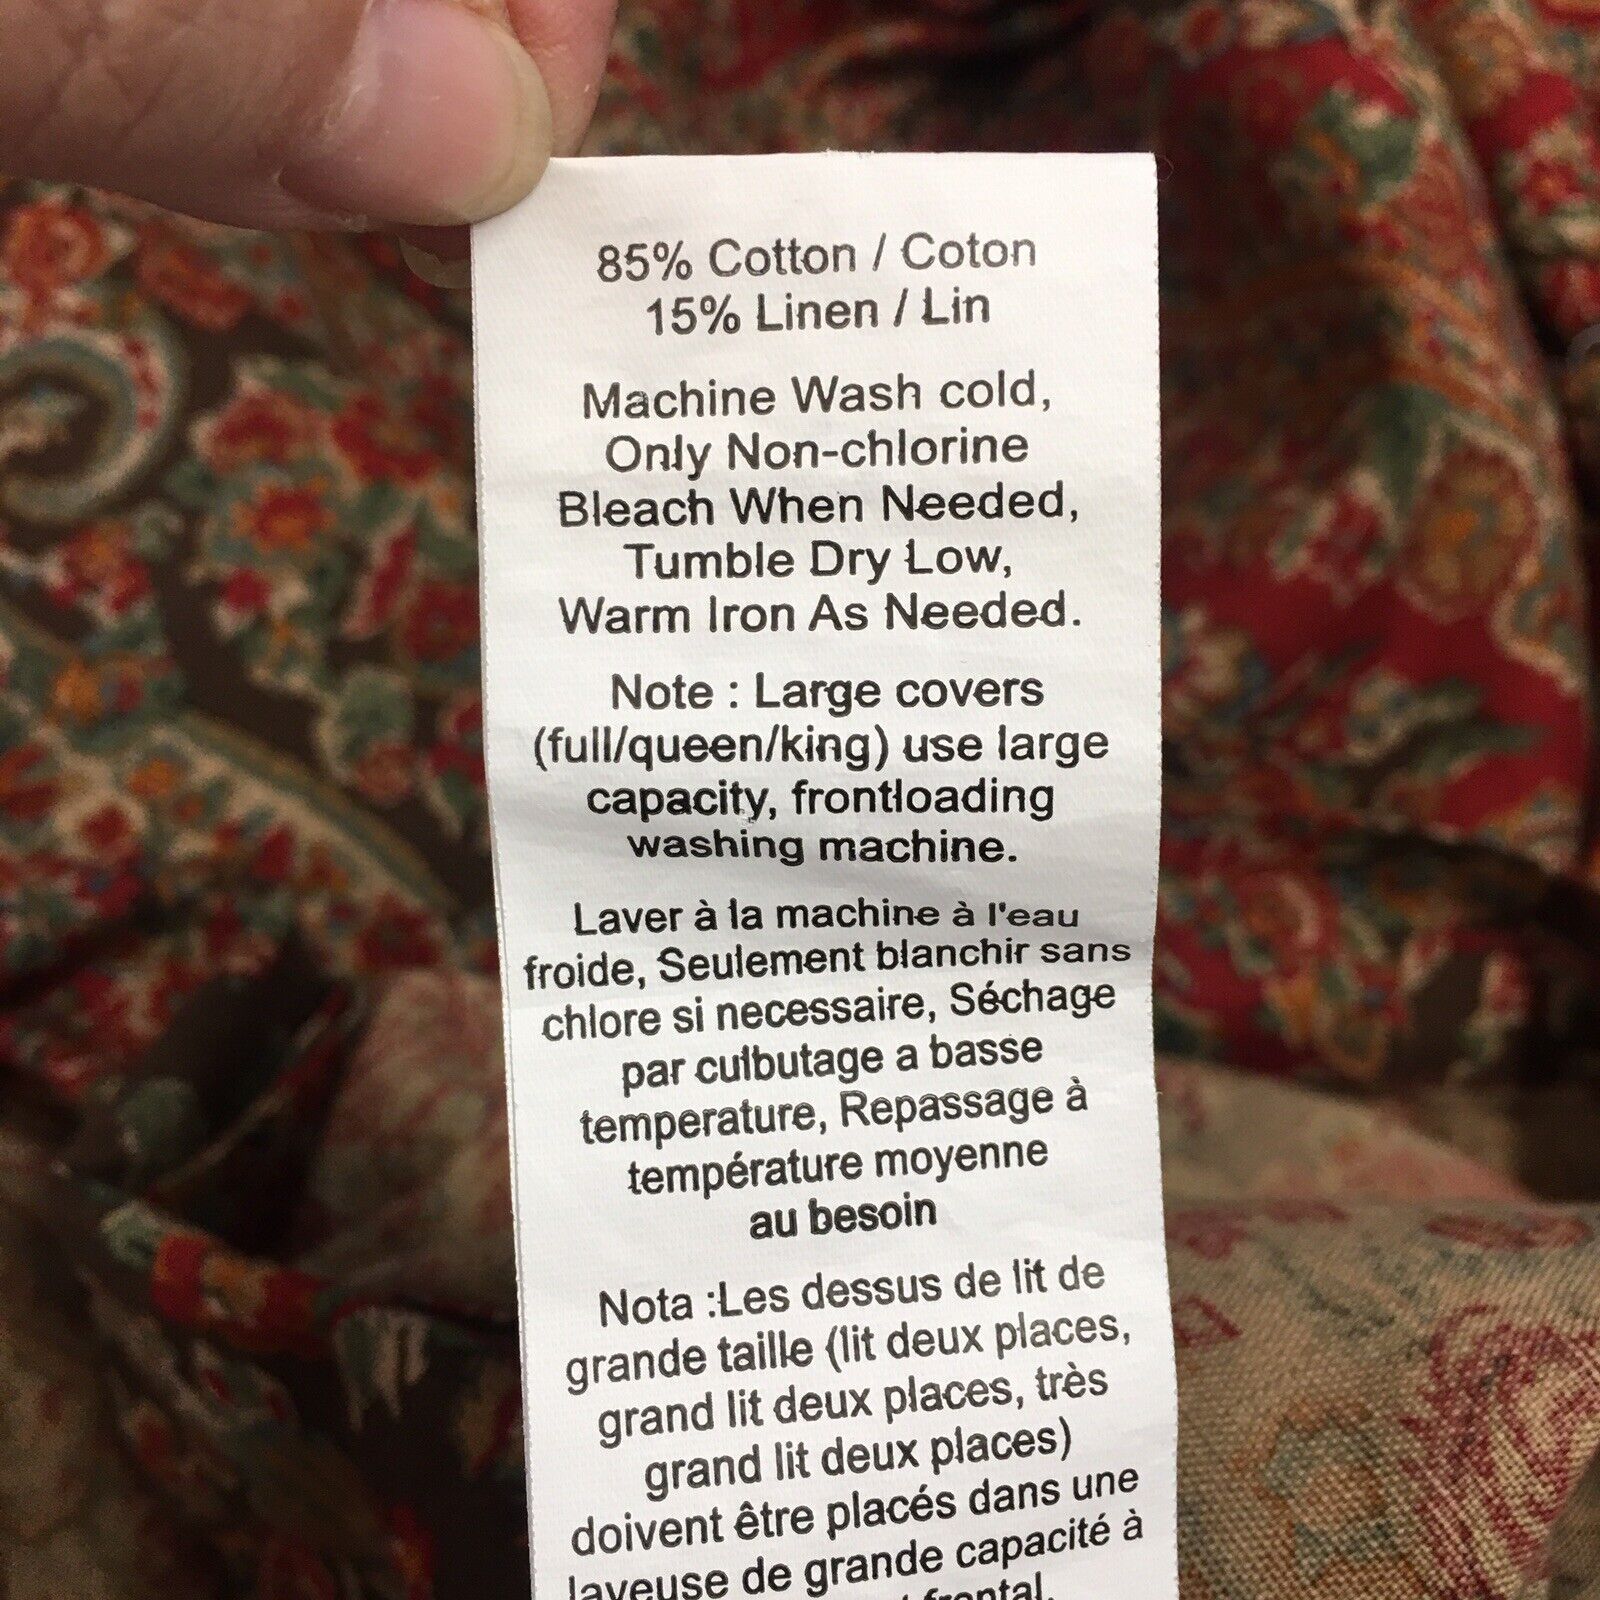 85% Cotton / Coton
15% Linen / Lin
Machine Wash cold,
Only Non-chlorine
Bleach When Needed,
Tumble Dry Low,
Warm Iron As Needed.
Note : Large covers
(full/queen/king) use large
capacity, frontloading
washing machine.
Laver à la machine à l'eau
froide, Seulement blanchir sans
chlore si necessaire, Séchage
par culbutage a basse
temperature, Repassage à
température moyenne
au besoin
Nota :Les dessus de lit de
grande taille (lit deux places,
grand lit deux places, très
grand lit deux places)
doivent être placés dans une
laveuse de grande capacité à
frontal.